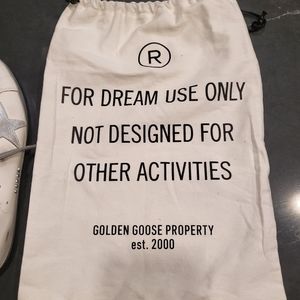 ®
FOR DREAM USE ONLY
NOT DESIGNED FOR
OTHER ACTIVITIES
GOLDEN GOOSE PROPERTY
est. 2000